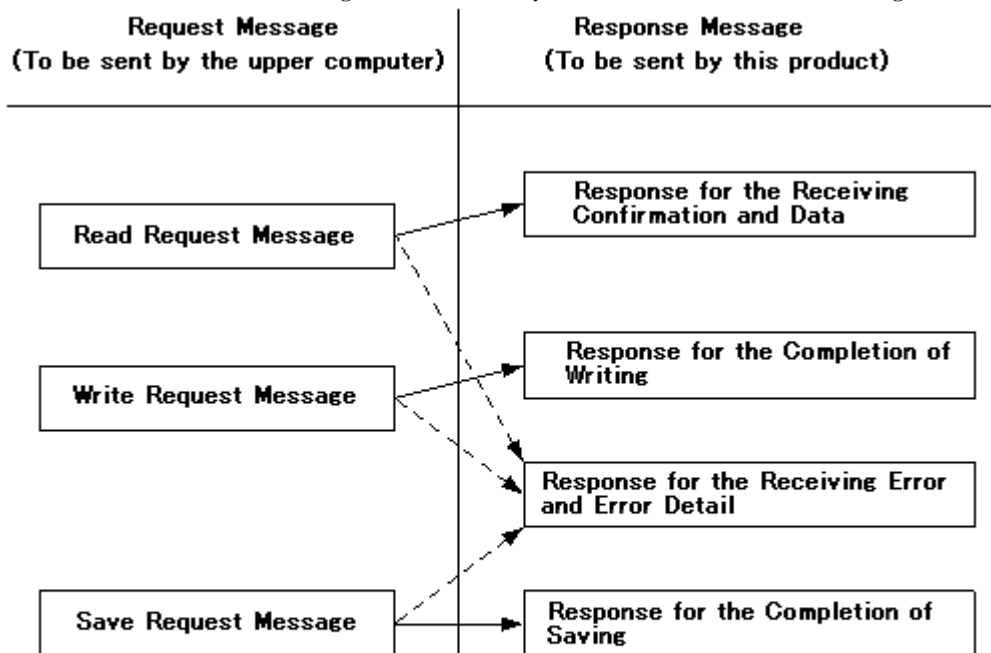 Request Message
(To be sent by the upper computer)
Response Message
(To be sent by this product)
Read Request Message
Response for the Receiving
Confirmation and Data
Write Request Message
Response for the Completion of
Writing
Response for the Receiving Error
and Error Detail
Save Request Message
Response for the Completion of
Saving